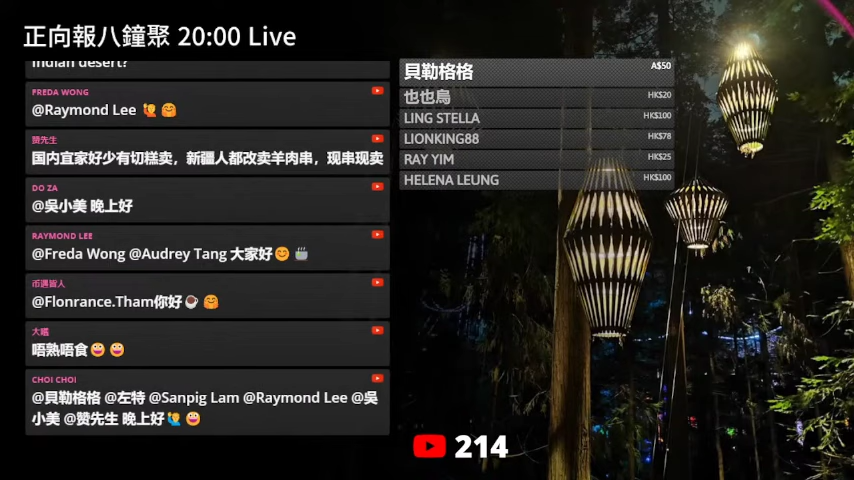 正向報八鐘聚 20:00 Live
Indian desert?
FREDA WONG
@Raymond Lee 🙋 🤗
赞先生
国内宜家好少有切糕卖，新疆人都改卖羊肉串，现串现卖
DO ZA
@吳小美 晚上好
RAYMOND LEE
@Freda Wong @Audrey Tang 大家好😊 🍵
币遇皆人
@Flonrance.Tham你好☕ 🤗
大
唔熟唔食🤪 🤪
CHOI CHOI
@貝勒格格 @左特 @Sanpig Lam @Raymond Lee @吳
小美 @赞先生 晚上好🙋‍♂️ 🤪
貝勒格格 A$50
也也鳥 HK$20
LING STELLA HK$100
LIONKING88 HK$78
RAY YIM HK$25
HELENA LEUNG HK$100
214